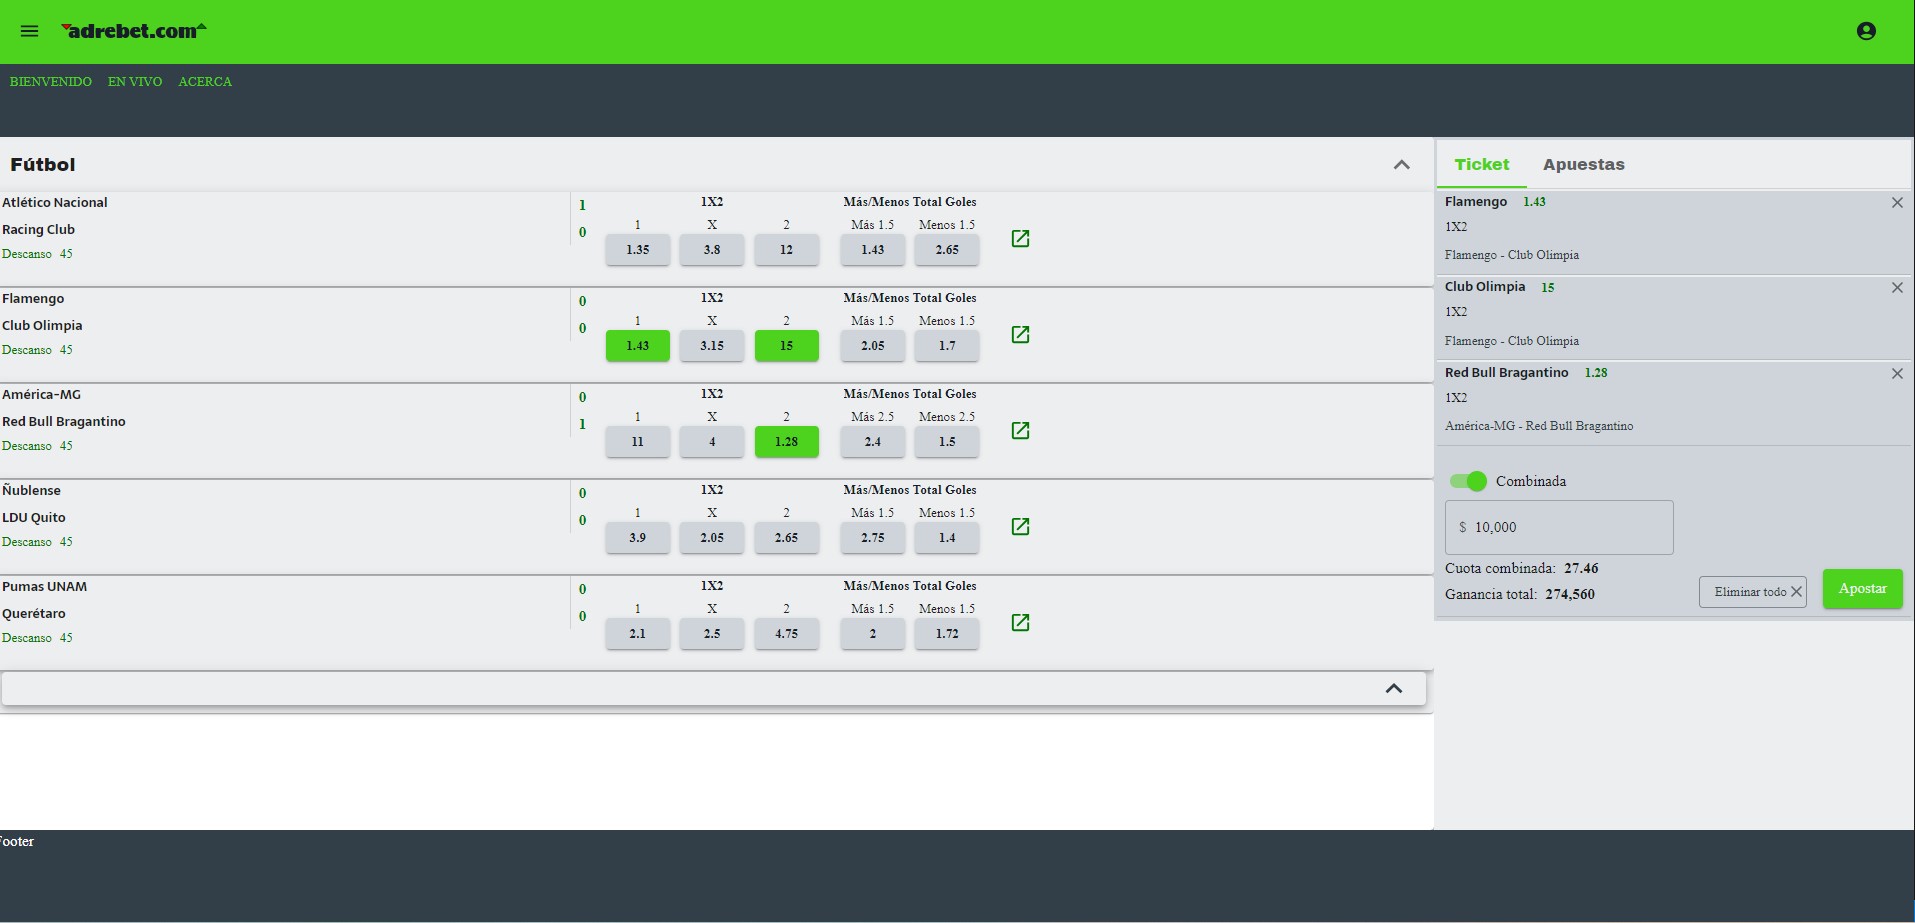 adrebet.com
BIENVENIDO EN VIVO ACERCA
Fútbol
Atlético Nacional 1 1X2 Más/Menos Total Goles
1 X 2 Más 1.5 Menos 1.5
Racing Club 0
1.35 3.8 12 1.43 2.65
Descanso 45
Flamengo 0 1X2 Más/Menos Total Goles
1 X 2 Más 1.5 Menos 1.5
Club Olimpia 0
1.43 3.15 15 2.05 1.7
Descanso 45
América-MG 0 1X2 Más/Menos Total Goles
1 X 2 Más 2.5 Menos 2.5
Red Bull Bragantino 1
11 4 1.28 2.4 1.5
Descanso 45
Ñublense 0 1X2 Más/Menos Total Goles
1 X 2 Más 1.5 Menos 1.5
LDU Quito 0
3.9 2.05 2.65 2.75 1.4
Descanso 45
Pumas UNAM 0 1X2 Más/Menos Total Goles
1 X 2 Más 1.5 Menos 1.5
Querétaro 0
2.1 2.5 4.75 2 1.72
Descanso 45
Ticket Apuestas
Flamengo 1.43
1X2
Flamengo - Club Olimpia
Club Olimpia 15
1X2
Flamengo - Club Olimpia
Red Bull Bragantino 1.28
1X2
América-MG - Red Bull Bragantino
Combinada
$ 10,000
Cuota combinada: 27.46
Ganancia total: 274,560
Eliminar todo
Apostar
Footer